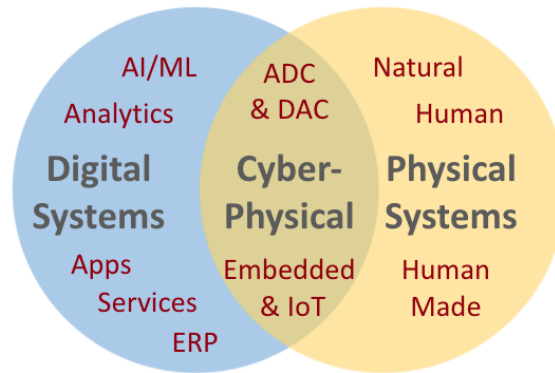 AI/ML
Analytics
Digital
Systems
Apps
Services
ERP
ADC
& DAC
Cyber-
Physical
Embedded
& IoT
Natural
Human
Physical
Systems
Human
Made